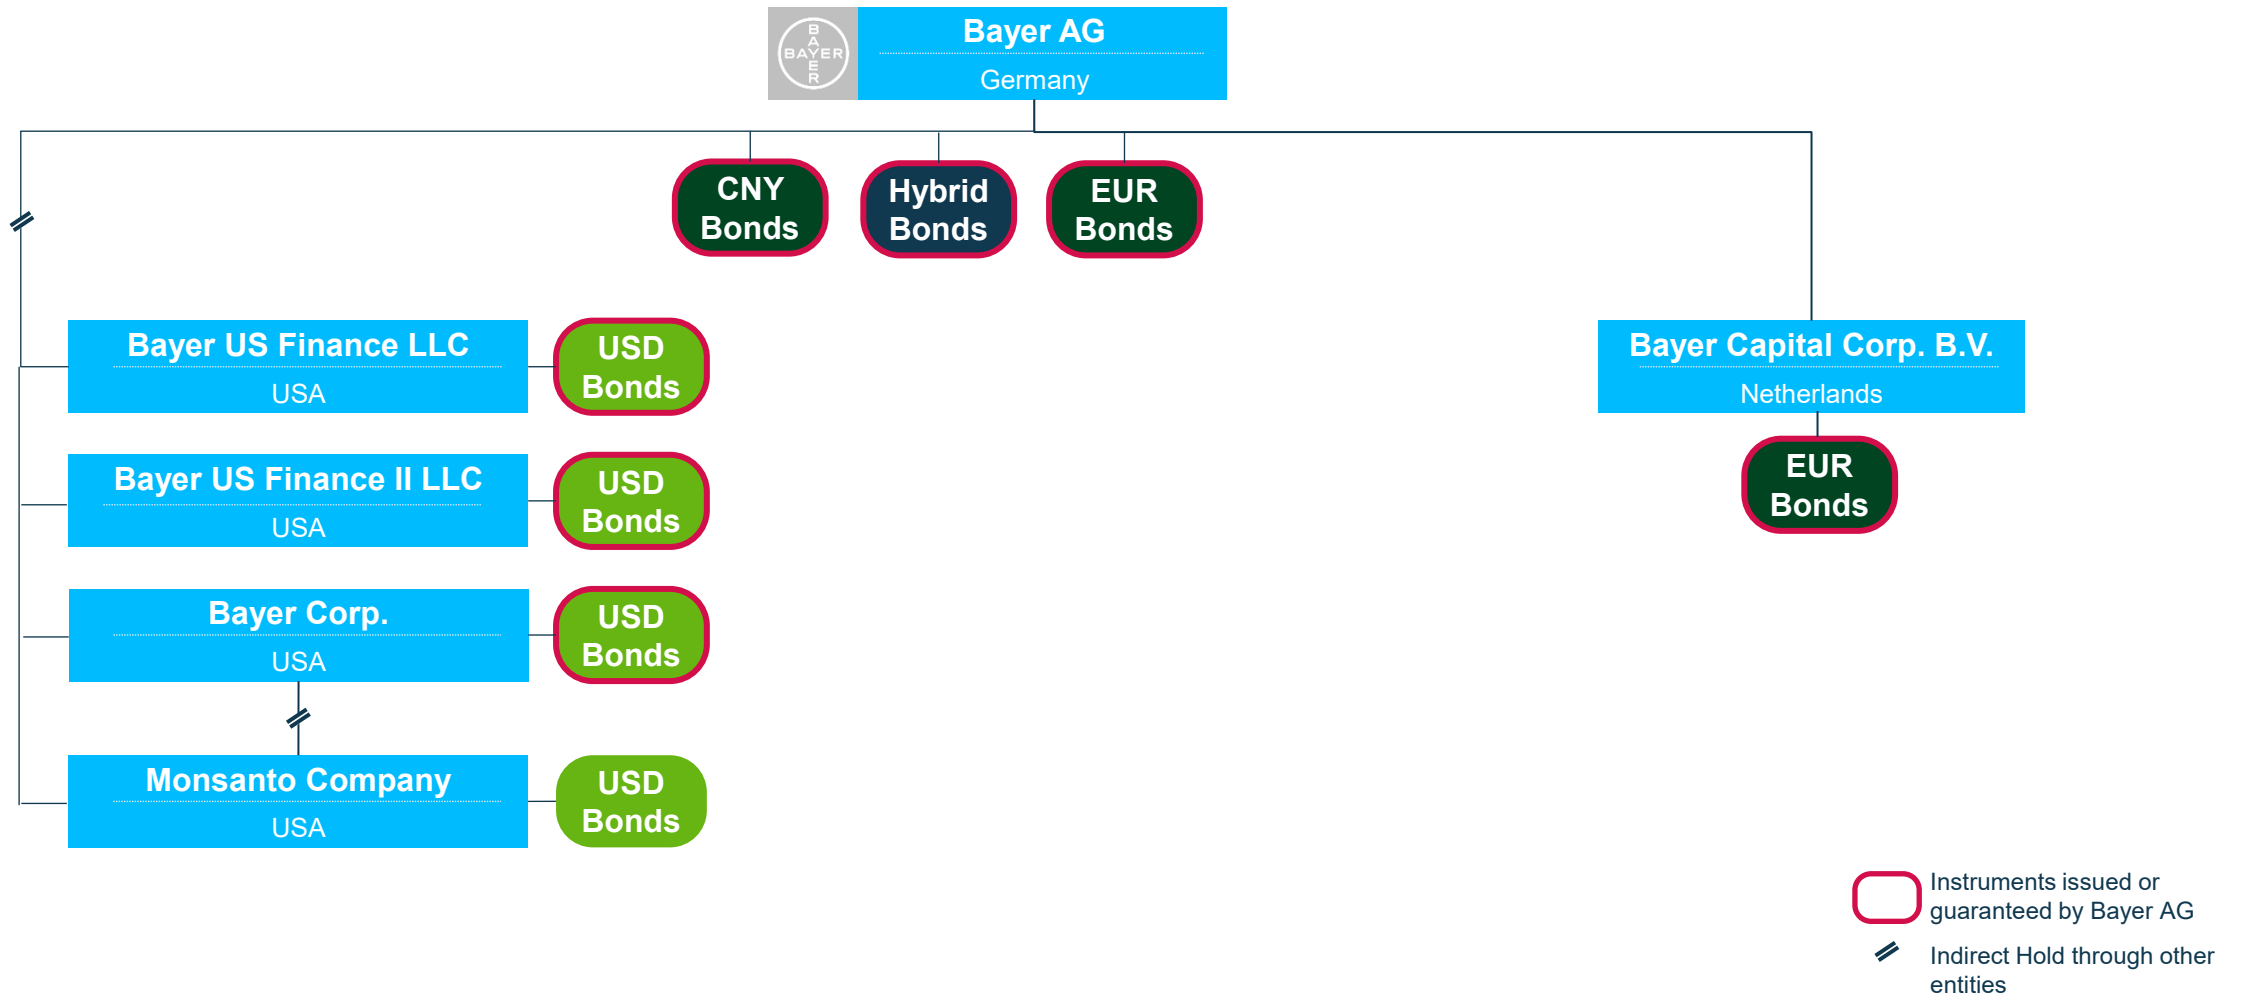 BAYER
BAYER
Bayer AG
Germany
CNY
Bonds
Hybrid
Bonds
EUR
Bonds
Bayer US Finance LLC
USA
USD
Bonds
Bayer Capital Corp. B.V.
Netherlands
EUR
Bonds
Bayer US Finance II LLC
USA
USD
Bonds
Bayer Corp.
USA
USD
Bonds
Monsanto Company
USA
USD
Bonds
Instruments issued or
guaranteed by Bayer AG
Indirect Hold through other
entities